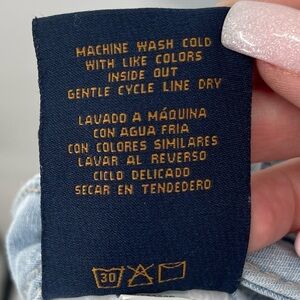 MACHINE WASH COLD
WITH LIKE COLORS
INSIDE OUT
GENTLE CYCLE LINE DRY
LAVADO A MÁQUINA
CON AGUA FRIA
CON COLORES SIMILARES
LAVAR AL REVERSO
CICLO DELICADO
SECAR EN TENDEDERO
30